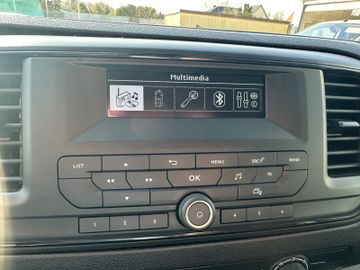 Multimedia
LIST
MENU
SRC
BAND
OK
TA
1 2 3
4 5 6